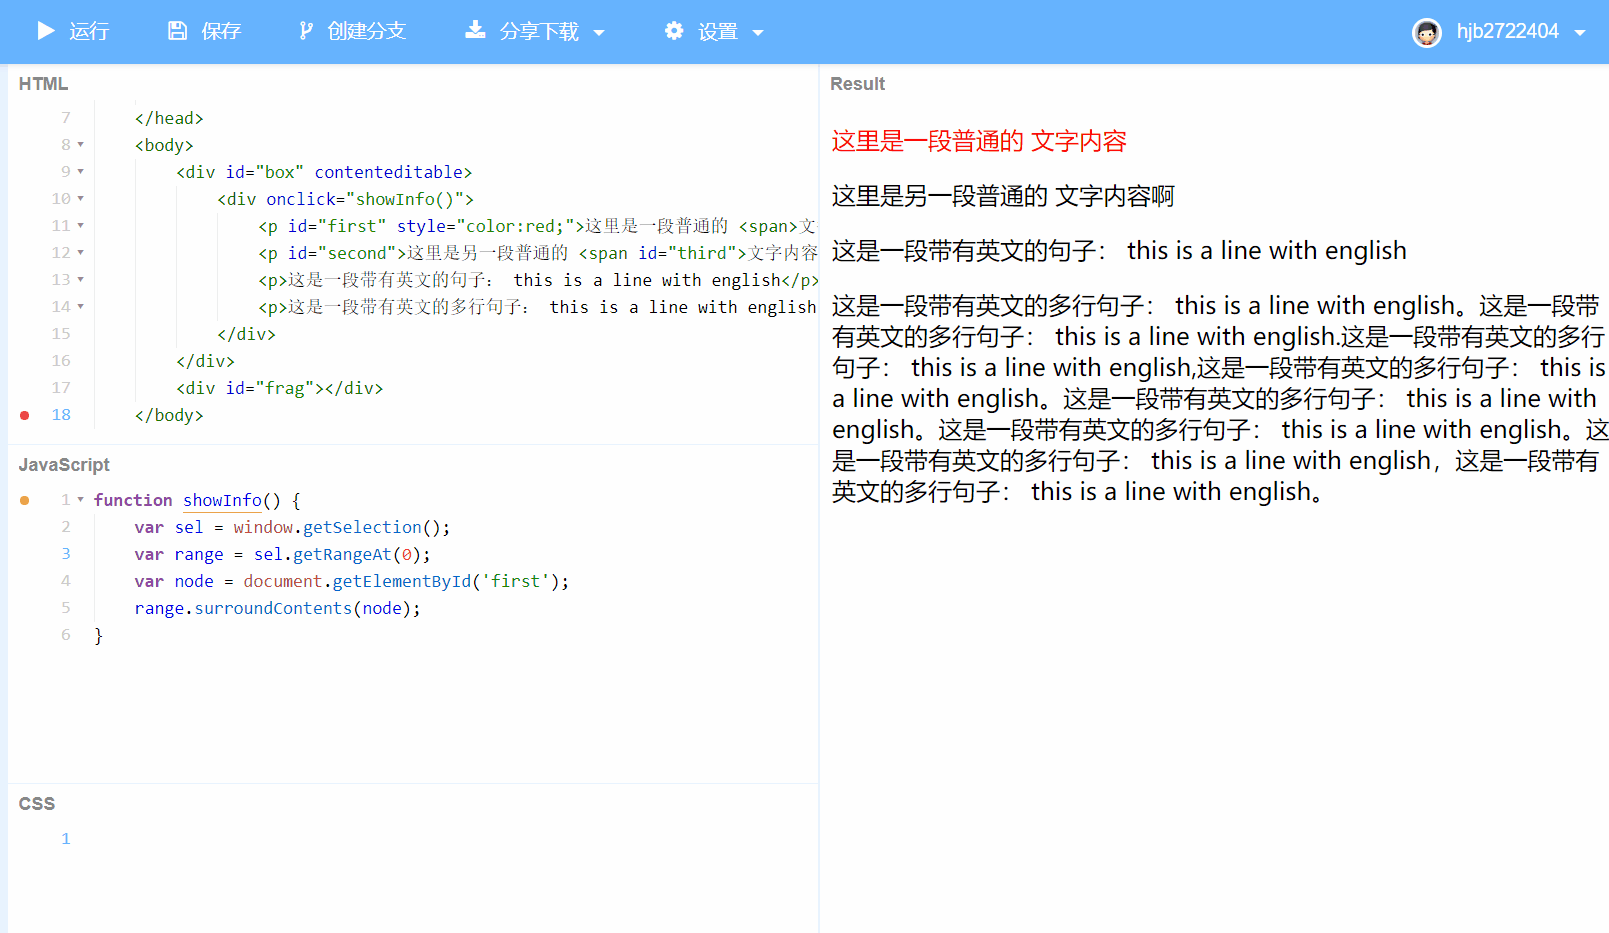 运行 保存 创建分支 分享下载 设置 hjb2722404
HTML
7 </head>
8 <body>
9 <div id="box" contenteditable>
10 <div onclick="showInfo()">
11 <p id="first" style="color:red;">这里是一段普通的 <span>文
12 <p id="second">这里是另一段普通的 <span id="third">文字内容
13 <p>这是一段带有英文的句子： this is a line with english</p>
14 <p>这是一段带有英文的多行句子： this is a line with english
15 </div>
16 </div>
17 <div id="frag"></div>
18 </body>
JavaScript
1 function showInfo() {
2 var sel = window.getSelection();
3 var range = sel.getRangeAt(0);
4 var node = document.getElementById('first');
5 range.surroundContents(node);
6 }
CSS
1
Result
这里是一段普通的 文字内容
这里是另一段普通的 文字内容啊
这是一段带有英文的句子： this is a line with english
这是一段带有英文的多行句子： this is a line with english。这是一段带
有英文的多行句子： this is a line with english.这是一段带有英文的多行
句子： this is a line with english,这是一段带有英文的多行句子： this is
a line with english。这是一段带有英文的多行句子： this is a line with
english。这是一段带有英文的多行句子： this is a line with english。这
是一段带有英文的多行句子： this is a line with english，这是一段带有
英文的多行句子： this is a line with english。